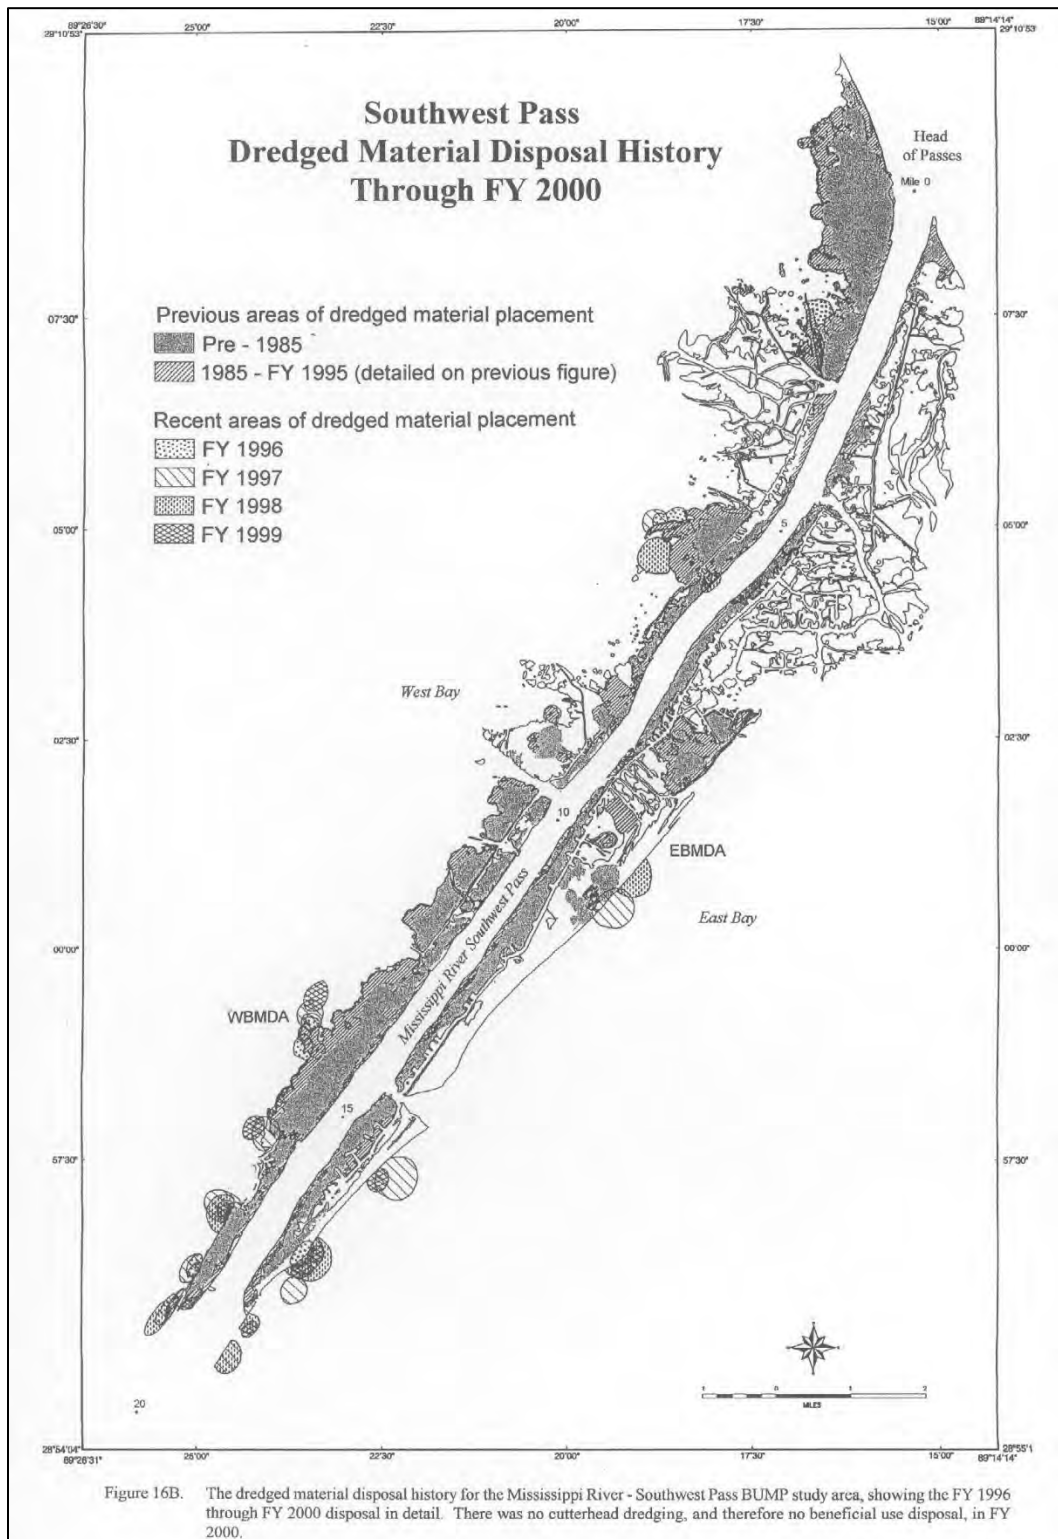 89°26'30"
25'00"
22'30"
20'00"
17'30"
15'00"
89°14'14"
29°10'53"
29°10'53"
Southwest Pass
Dredged Material Disposal History
Through FY 2000
Head
of Passes
Mile 0
07'30"
07'30"
Previous areas of dredged material placement
Pre - 1985
1985 - FY 1995 (detailed on previous figure)
Recent areas of dredged material placement
FY 1996
FY 1997
FY 1998
FY 1999
05'00"
5
05'00"
West Bay
02'30"
02'30"
10
EBMDA
East Bay
Mississippi River Southwest Pass
00'00"
00'00"
WBMDA
15
57'30"
57'30"
20
1 0 1 2
MILES
28°54'04"
28°55'1
89°26'31"
25'00"
22'30"
20'00"
17'30"
15'00"
89°14'14"
Figure 16B. The dredged material disposal history for the Mississippi River - Southwest Pass BUMP study area, showing the FY 1996
through FY 2000 disposal in detail. There was no cutterhead dredging, and therefore no beneficial use disposal, in FY
2000.